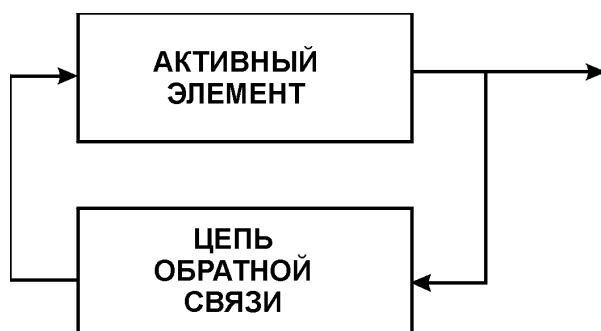 АКТИВНЫЙ
ЭЛЕМЕНТ
ЦЕПЬ
ОБРАТНОЙ
СВЯЗИ